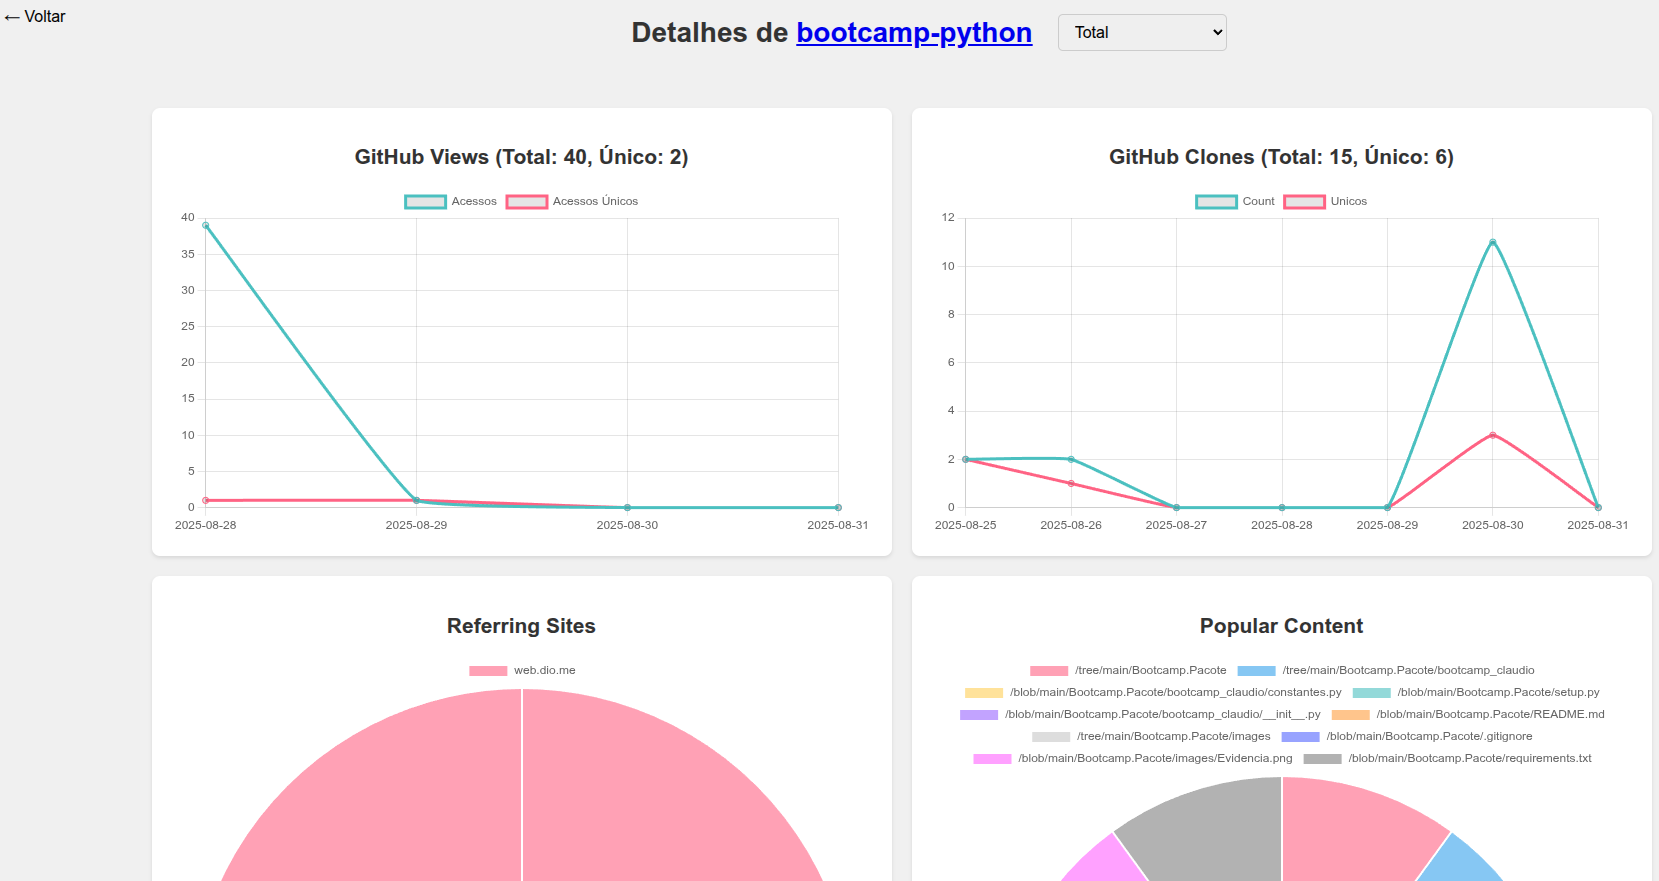 ← Voltar
Detalhes de bootcamp-python
Total
GitHub Views (Total: 40, Único: 2)
Acessos Acessos Únicos
40
35
30
25
20
15
10
5
0
2025-08-28 2025-08-29 2025-08-30 2025-08-31
GitHub Clones (Total: 15, Único: 6)
Count Unicos
12
10
8
6
4
2
0
2025-08-25 2025-08-26 2025-08-27 2025-08-28 2025-08-29 2025-08-30 2025-08-31
Referring Sites
web.dio.me
Popular Content
/tree/main/Bootcamp.Pacote /tree/main/Bootcamp.Pacote/bootcamp_claudio
/blob/main/Bootcamp.Pacote/bootcamp_claudio/constantes.py /blob/main/Bootcamp.Pacote/setup.py
/blob/main/Bootcamp.Pacote/bootcamp_claudio/__init__.py /blob/main/Bootcamp.Pacote/README.md
/tree/main/Bootcamp.Pacote/images /blob/main/Bootcamp.Pacote/.gitignore
/blob/main/Bootcamp.Pacote/images/Evidencia.png /blob/main/Bootcamp.Pacote/requirements.txt